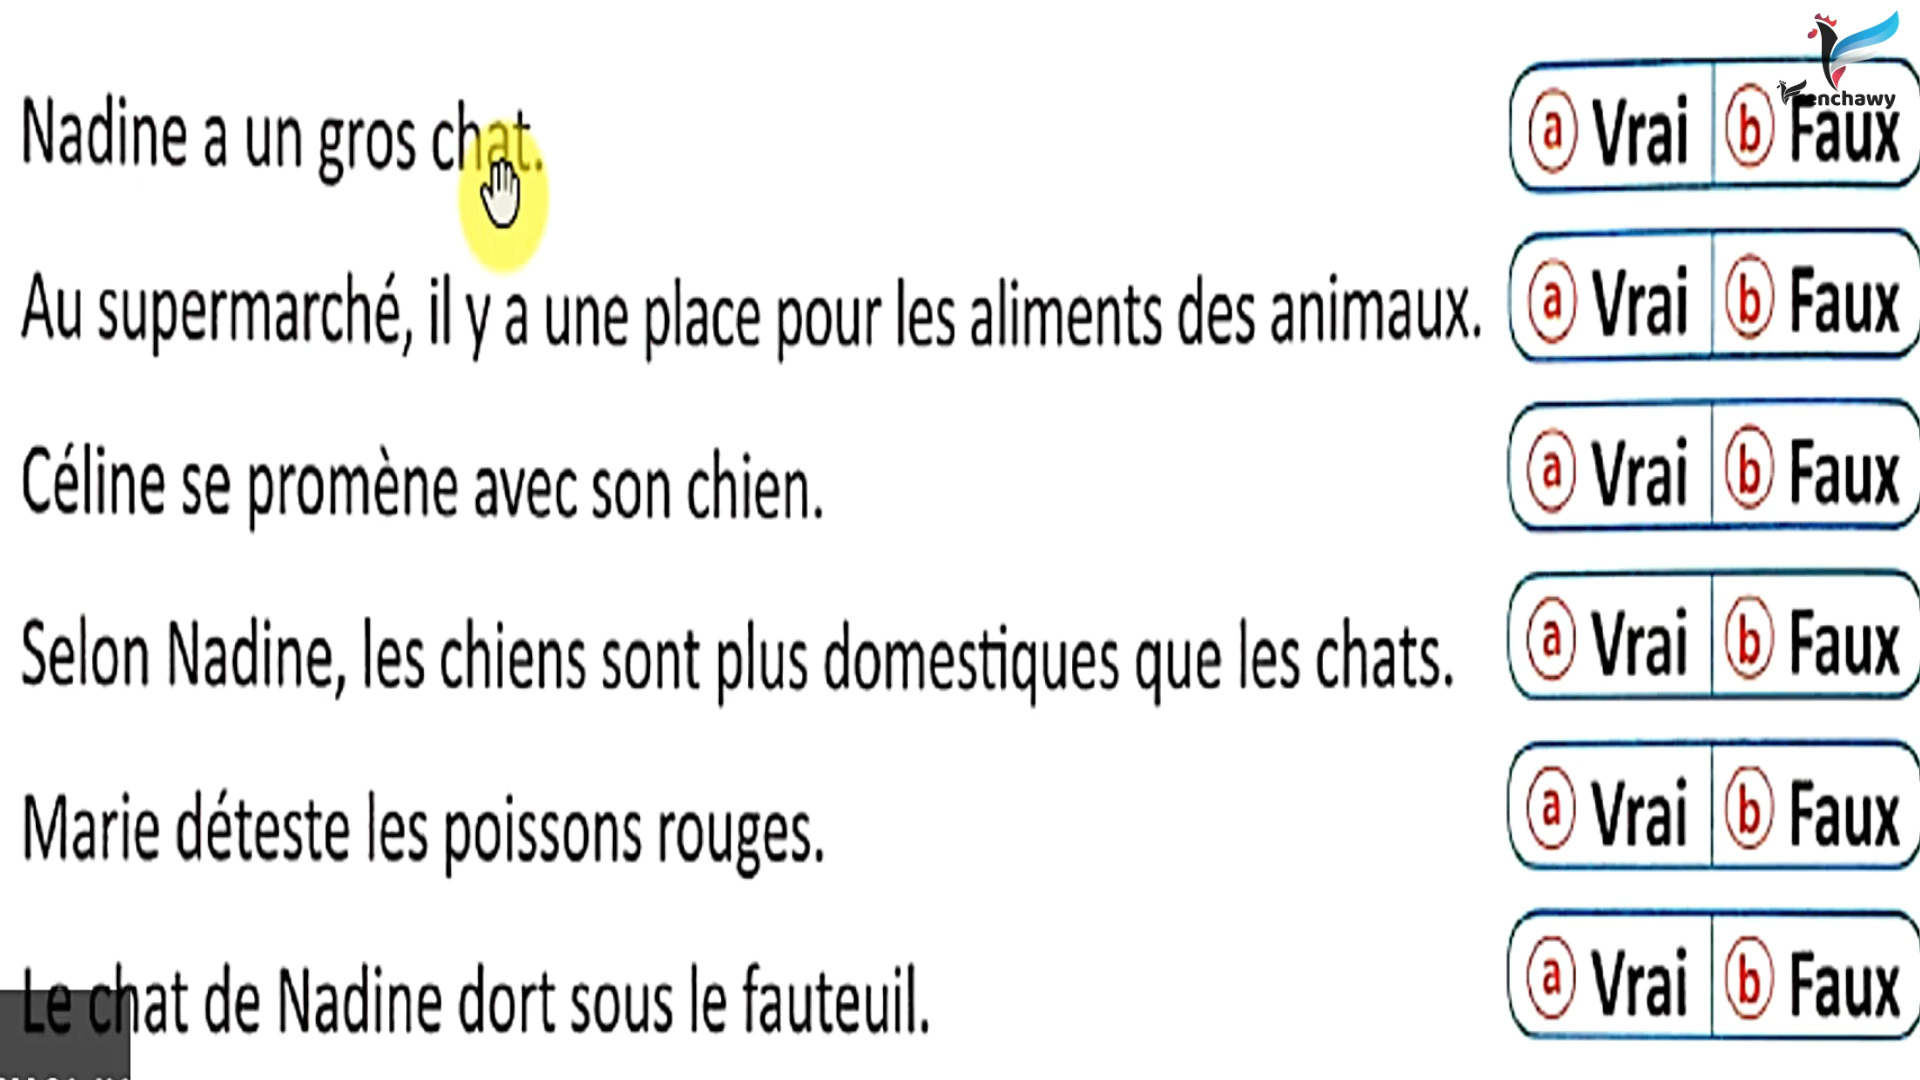 Frenchawy
Nadine a un gros chat. a Vrai b Faux
Au supermarché, il y a une place pour les aliments des animaux. a Vrai b Faux
Céline se promène avec son chien. a Vrai b Faux
Selon Nadine, les chiens sont plus domestiques que les chats. a Vrai b Faux
Marie déteste les poissons rouges. a Vrai b Faux
Le chat de Nadine dort sous le fauteuil. a Vrai b Faux